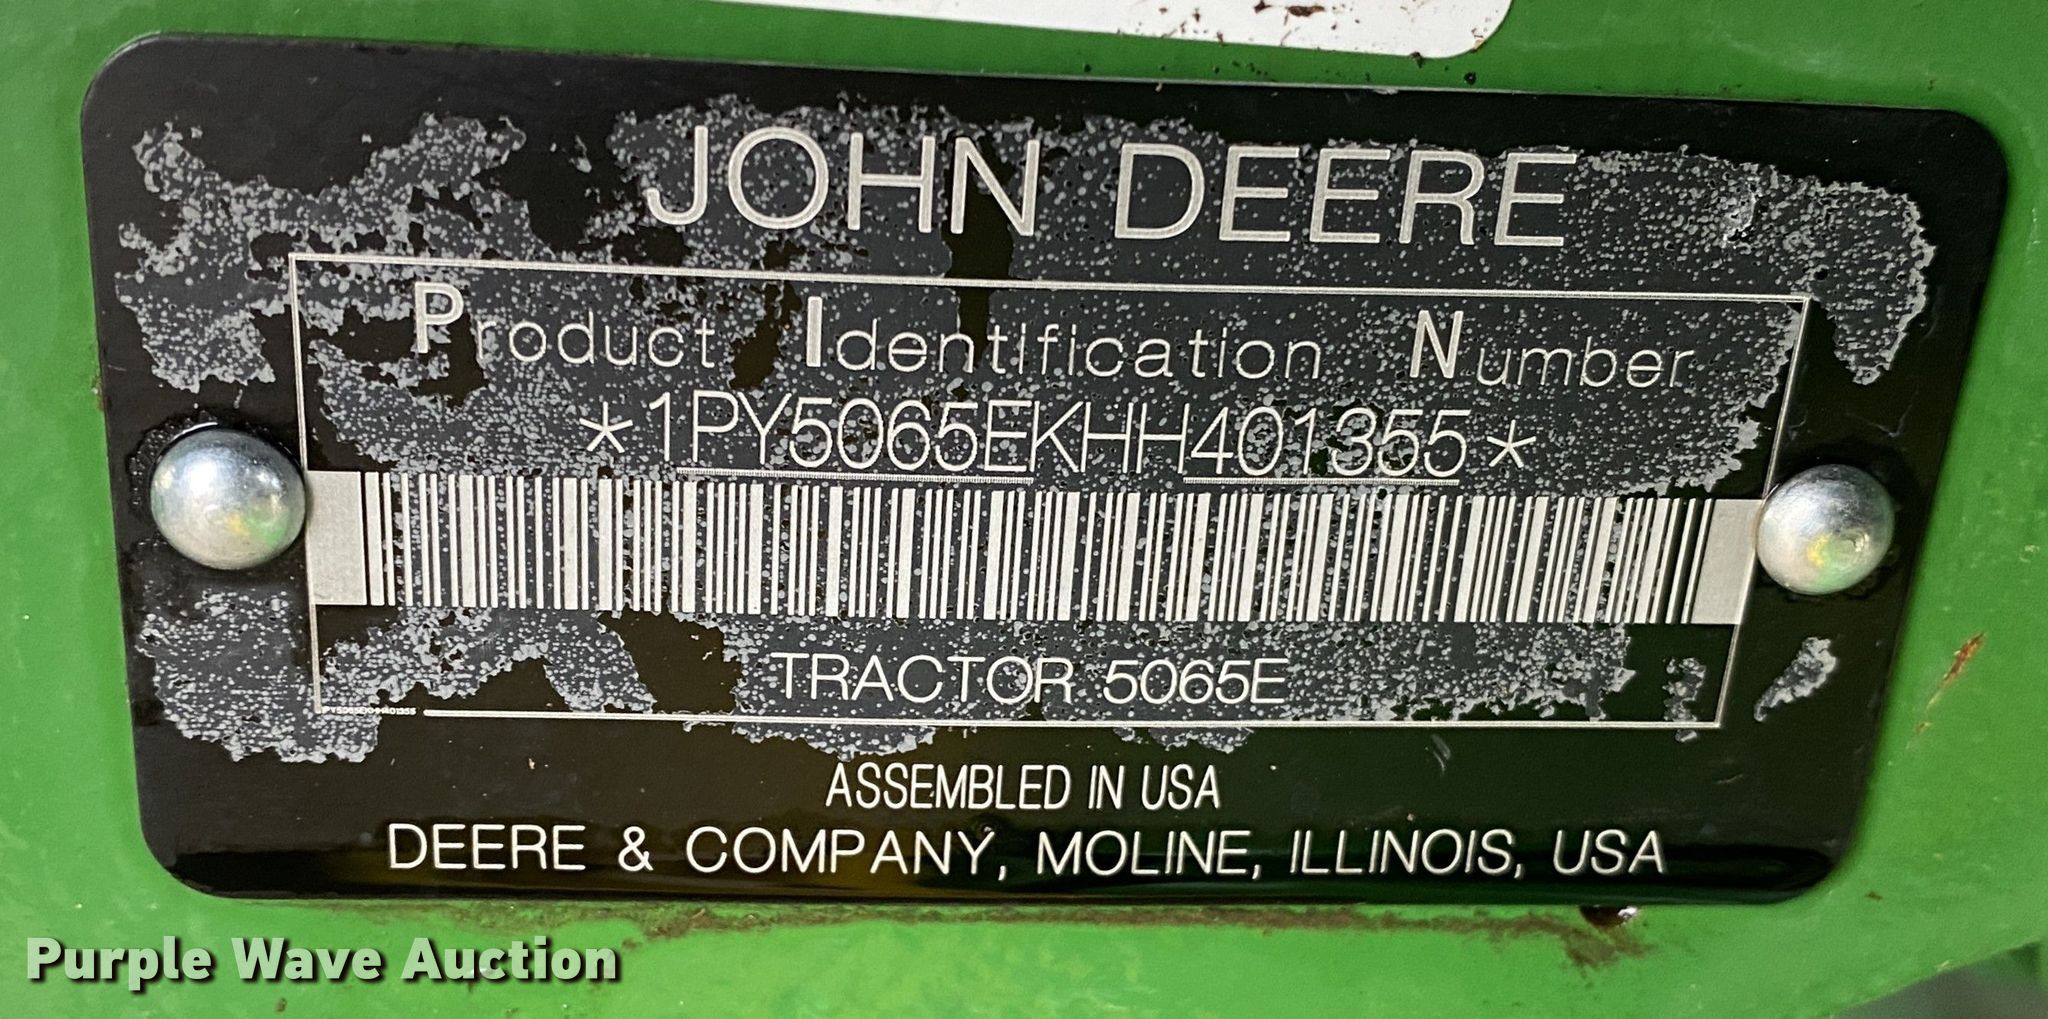 JOHN DEERE
Product Identification Number
*1PY5065EKHH401355*
TRACTOR 5065E
PY5065EKHH401355
ASSEMBLED IN USA
DEERE & COMPANY, MOLINE, ILLINOIS, USA
Purple Wave Auction